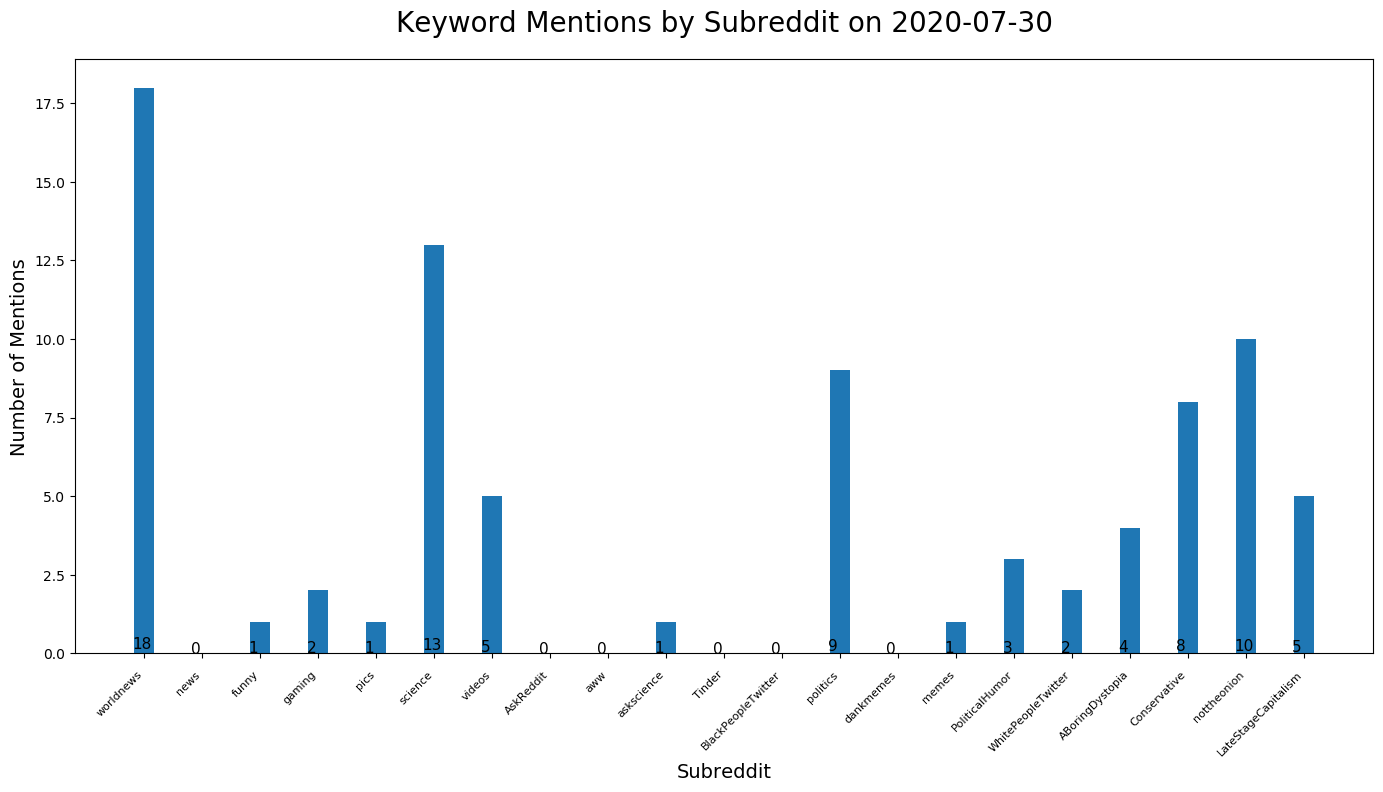 Keyword Mentions by Subreddit on 2020-07-30
Number of Mentions
17.5
15.0
12.5
10.0
7.5
5.0
2.5
0.0
18 0 1 2 1 13 5 0 0 1 0 0 9 0 1 3 2 4 8 10 5
worldnews news funny gaming pics science videos AskReddit aww askscience Tinder BlackPeopleTwitter politics dankmemes memes PoliticalHumor WhitePeopleTwitter ABoringDystopia Conservative nottheonion LateStageCapitalism
Subreddit